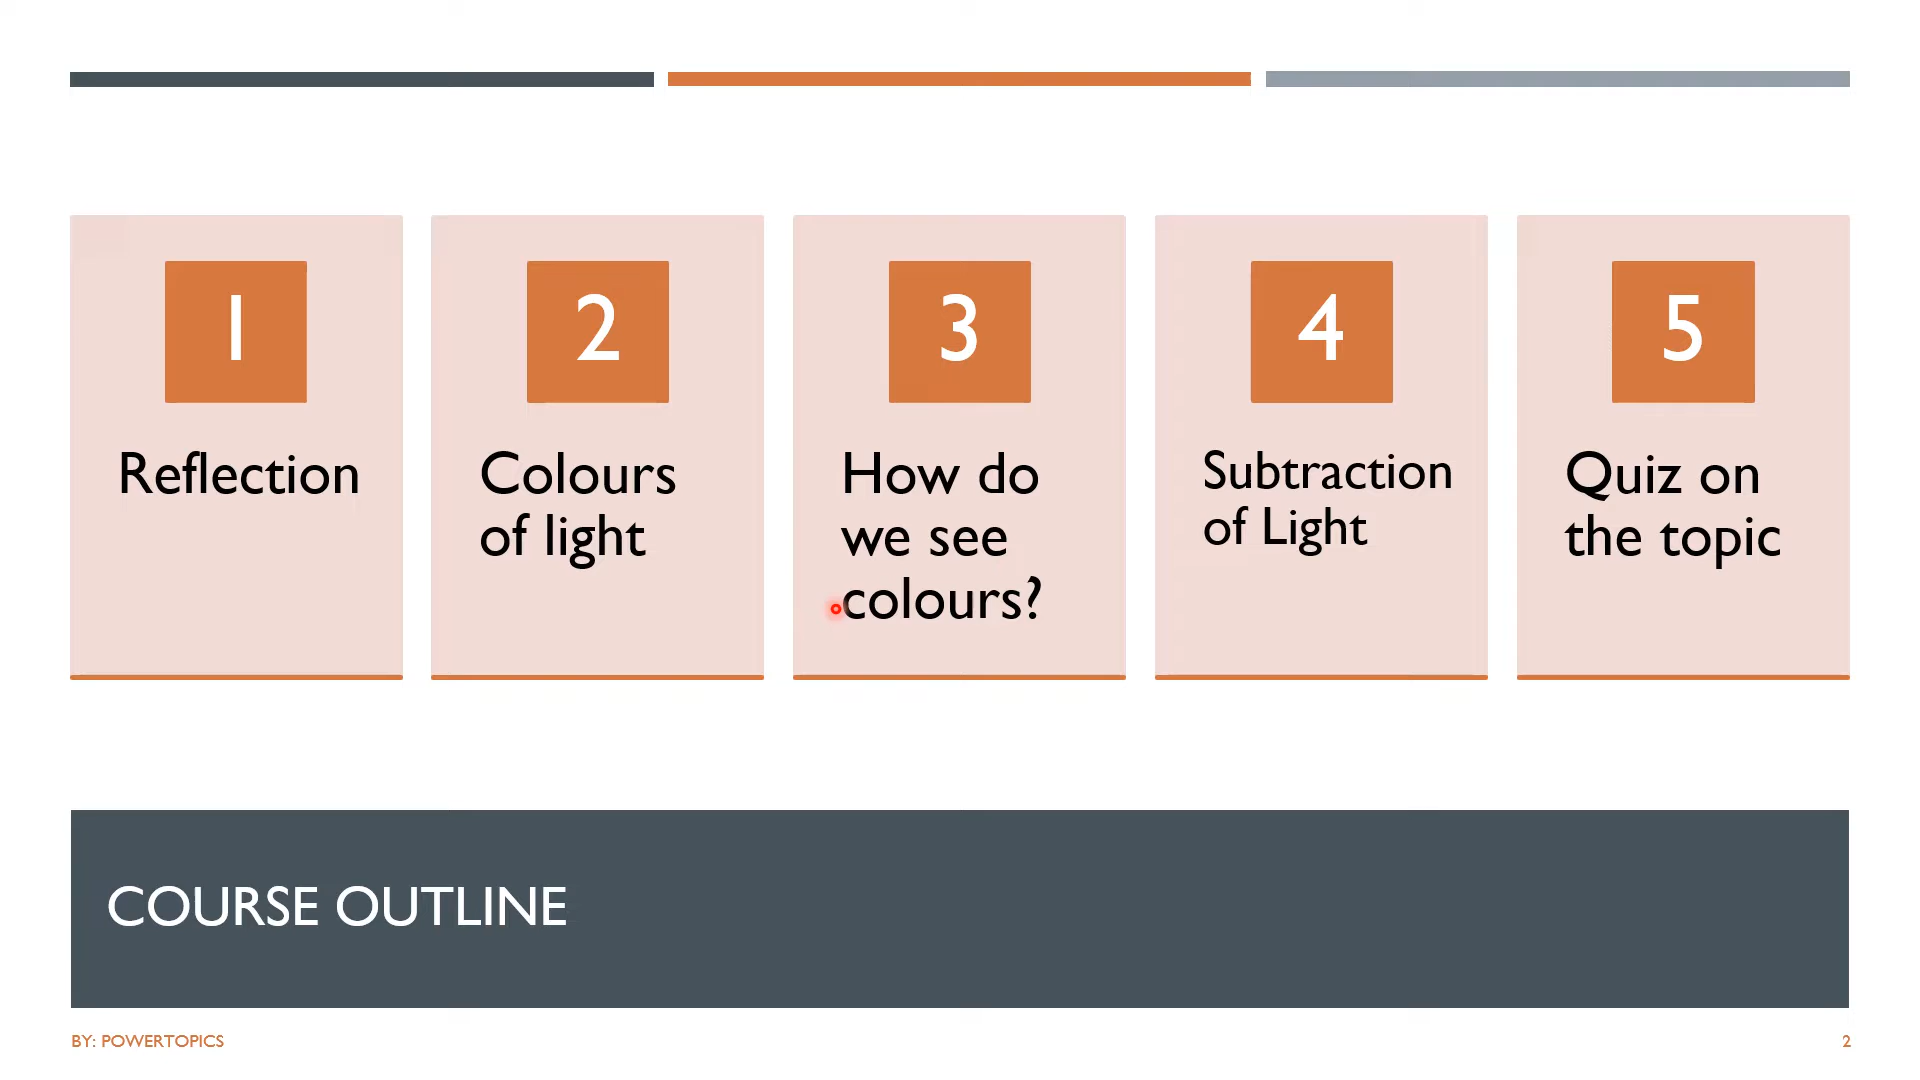 1
Reflection
2
Colours
of light
3
How do
we see
colours?
4
Subtraction
of Light
5
Quiz on
the topic
COURSE OUTLINE
BY: POWERTOPICS
2